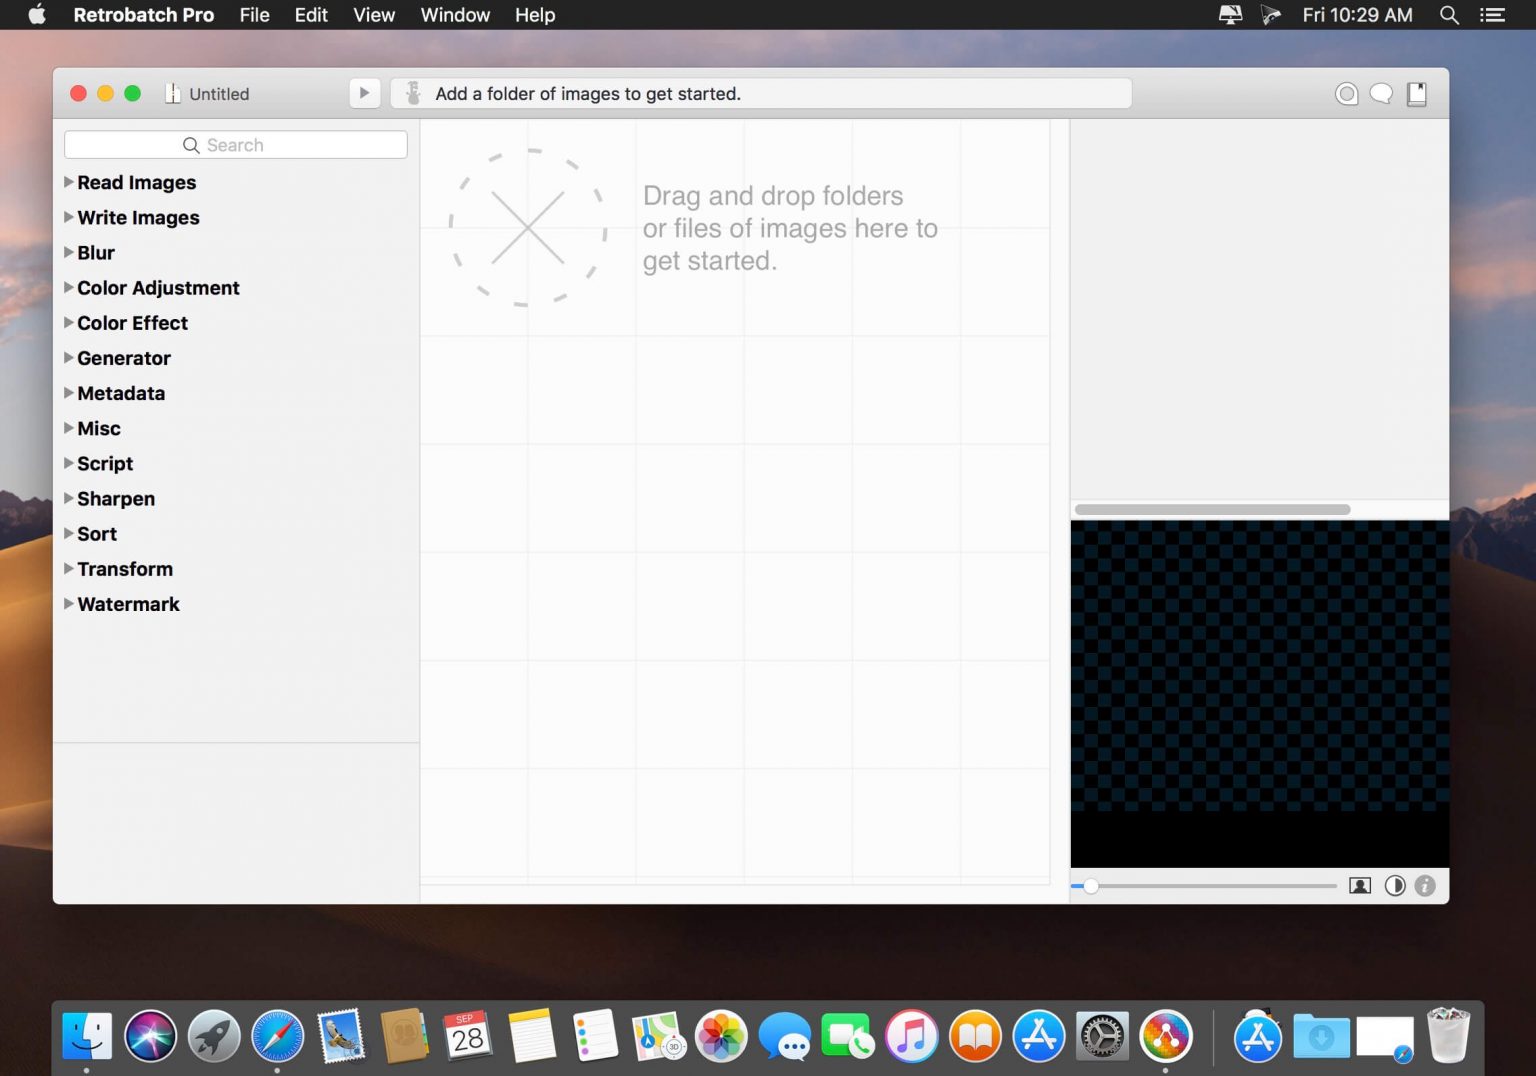 Retrobatch Pro File Edit View Window Help Fri 10:29 AM
Untitled
Add a folder of images to get started.
Search
Read Images
Write Images
Blur
Color Adjustment
Color Effect
Generator
Metadata
Misc
Script
Sharpen
Sort
Transform
Watermark
Drag and drop folders
or files of images here to
get started.
SEP
28
3D